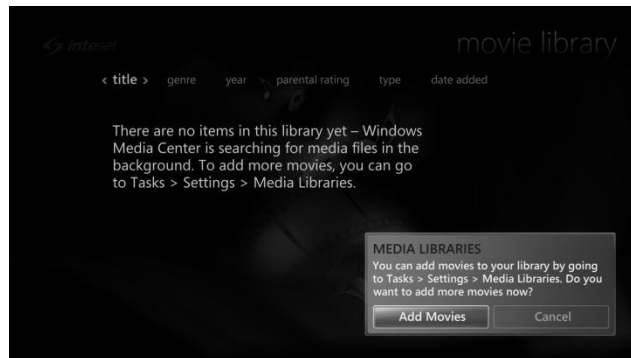 inteset
movie library
< title > genre year parental rating type date added
There are no items in this library yet – Windows
Media Center is searching for media files in the
background. To add more movies, you can go
to Tasks > Settings > Media Libraries.
MEDIA LIBRARIES
You can add movies to your library by going
to Tasks > Settings > Media Libraries. Do you
want to add more movies now?
Add Movies Cancel